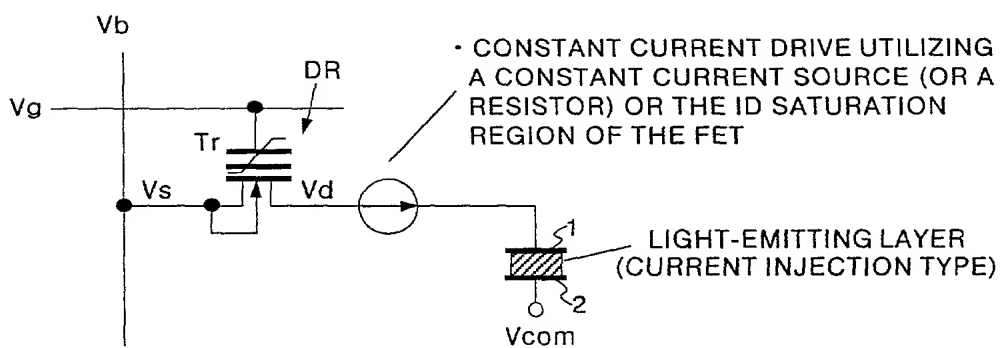 Vb
· CONSTANT CURRENT DRIVE UTILIZING
A CONSTANT CURRENT SOURCE (OR A
RESISTOR) OR THE ID SATURATION
REGION OF THE FET
DR
Vg
Tr
Vs
Vd
1
LIGHT-EMITTING LAYER
(CURRENT INJECTION TYPE)
2
Vcom